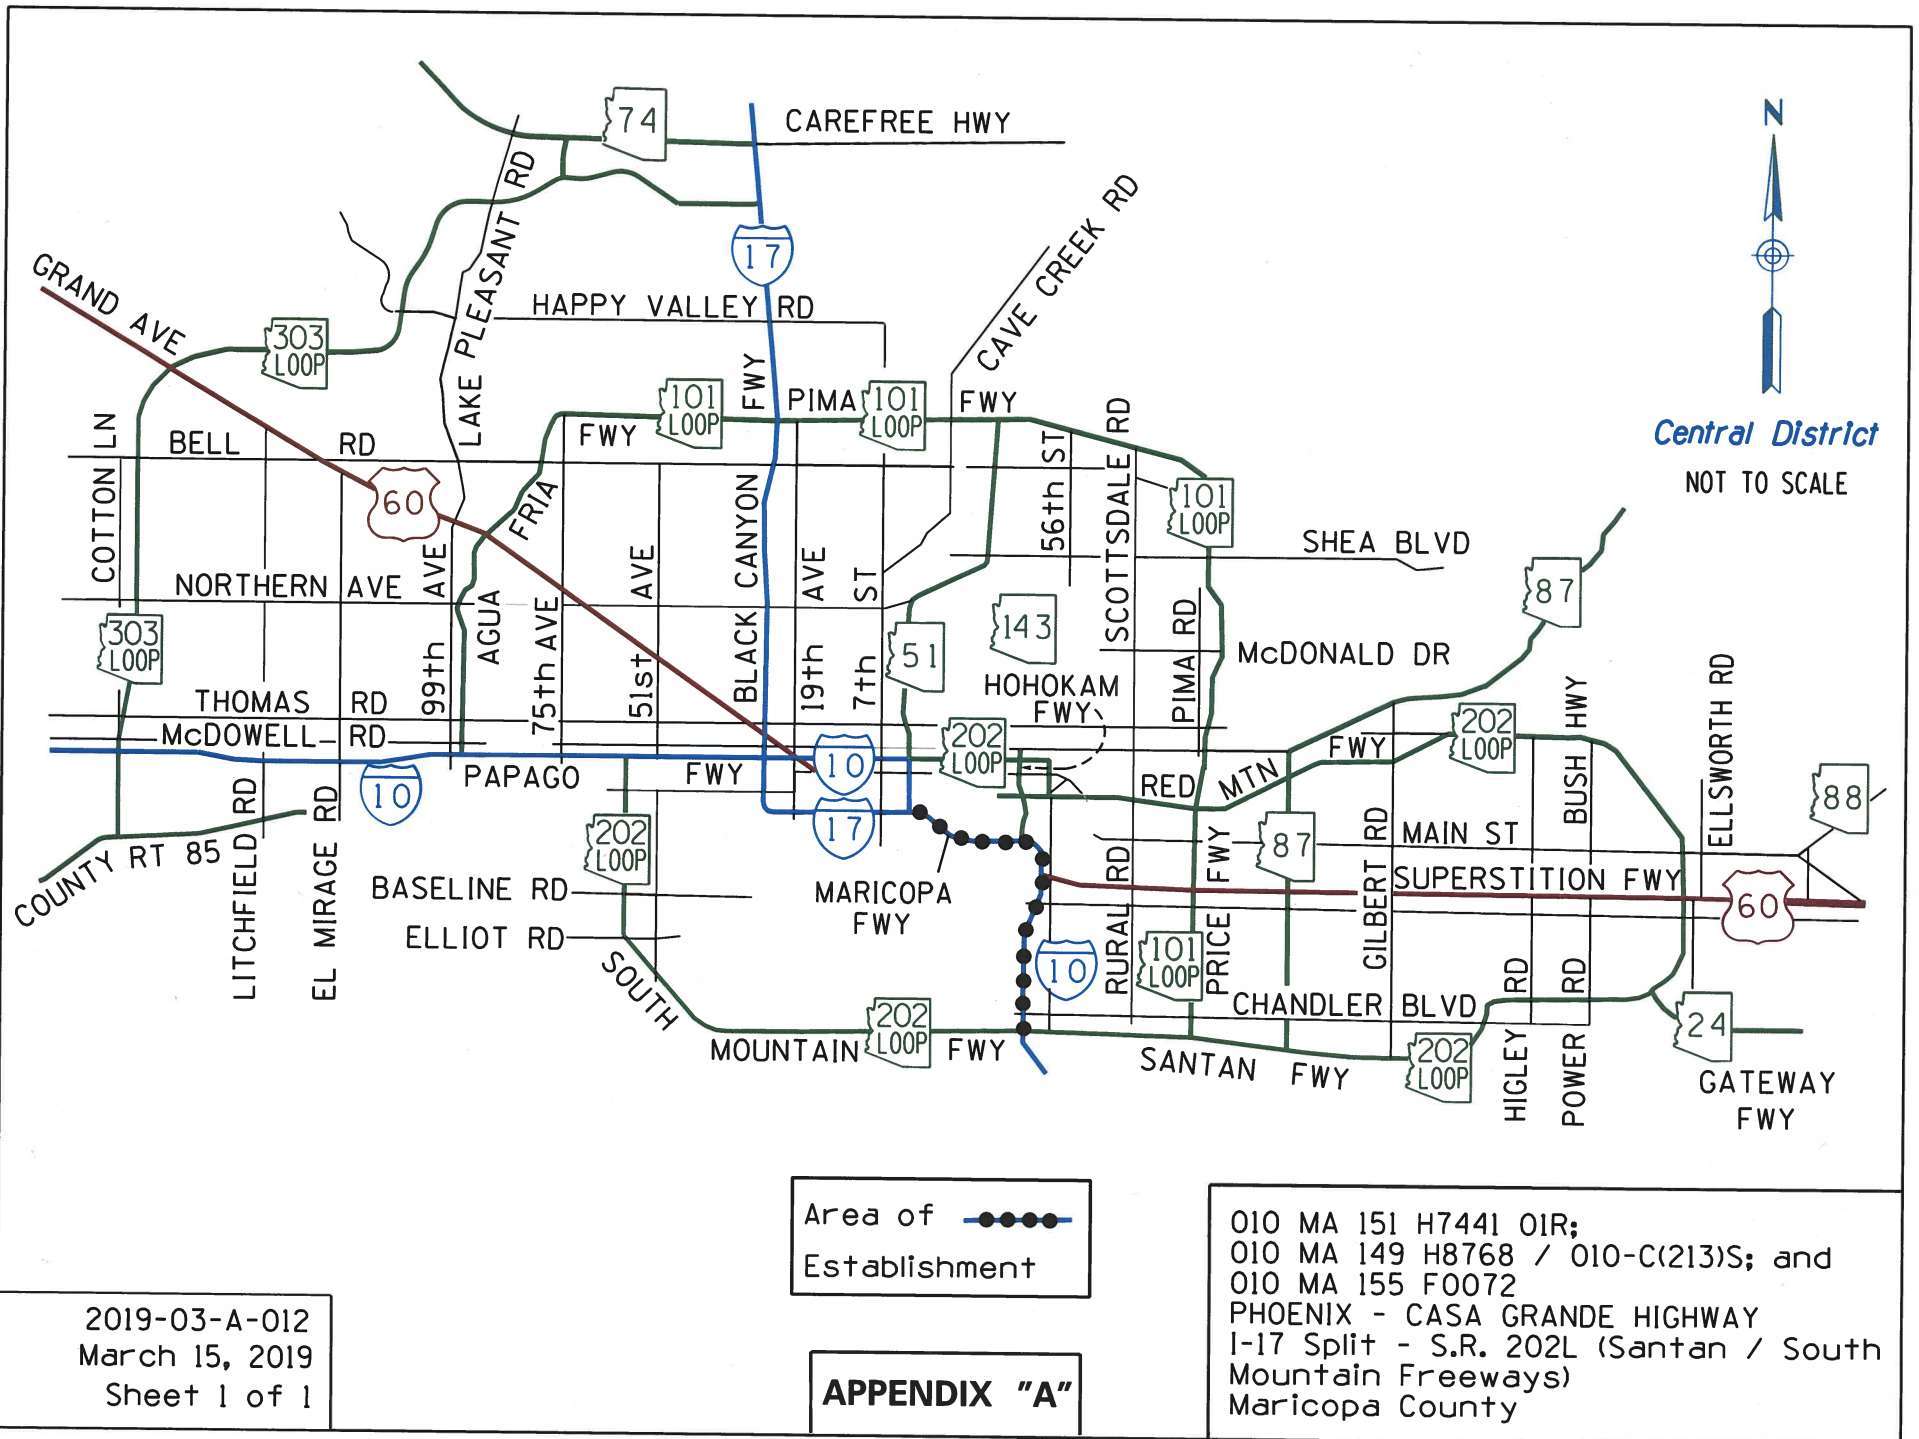 74
CAREFREE HWY
N
LAKE PLEASANT RD
17
CAVE CREEK RD
GRAND AVE
HAPPY VALLEY RD
303 LOOP
101 LOOP
FWY
PIMA
101 LOOP
FWY
Central District
NOT TO SCALE
COTTON LN
BELL RD
FWY
60
AGUA FRIA
BLACK CANYON
56th ST
SCOTTSDALE RD
101 LOOP
SHEA BLVD
NORTHERN AVE
99th AVE
75th AVE
51st AVE
19th AVE
7th ST
143
87
303 LOOP
51
PIMA RD
McDONALD DR
HOHOKAM
FWY
THOMAS RD
McDOWELL RD
202 LOOP
FWY
202 LOOP
BUSH HWY
ELLSWORTH RD
10
PAPAGO FWY
10
RED MTN
88
COUNTY RT 85
LITCHFIELD RD
EL MIRAGE RD
202 LOOP
17
87
GILBERT RD
MAIN ST
BASELINE RD
MARICOPA
FWY
RURAL RD
PRICE FWY
SUPERSTITION FWY
60
ELLIOT RD
10
101 LOOP
SOUTH
CHANDLER BLVD
HIGLEY RD
POWER RD
24
MOUNTAIN
202 LOOP
FWY
SANTAN FWY
202 LOOP
GATEWAY
FWY
Area of
Establishment
010 MA 151 H7441 01R;
010 MA 149 H8768 / 010-C(213)S; and
010 MA 155 F0072
PHOENIX - CASA GRANDE HIGHWAY
I-17 Split - S.R. 202L (Santan / South
Mountain Freeways)
Maricopa County
2019-03-A-012
March 15, 2019
Sheet 1 of 1
APPENDIX "A"